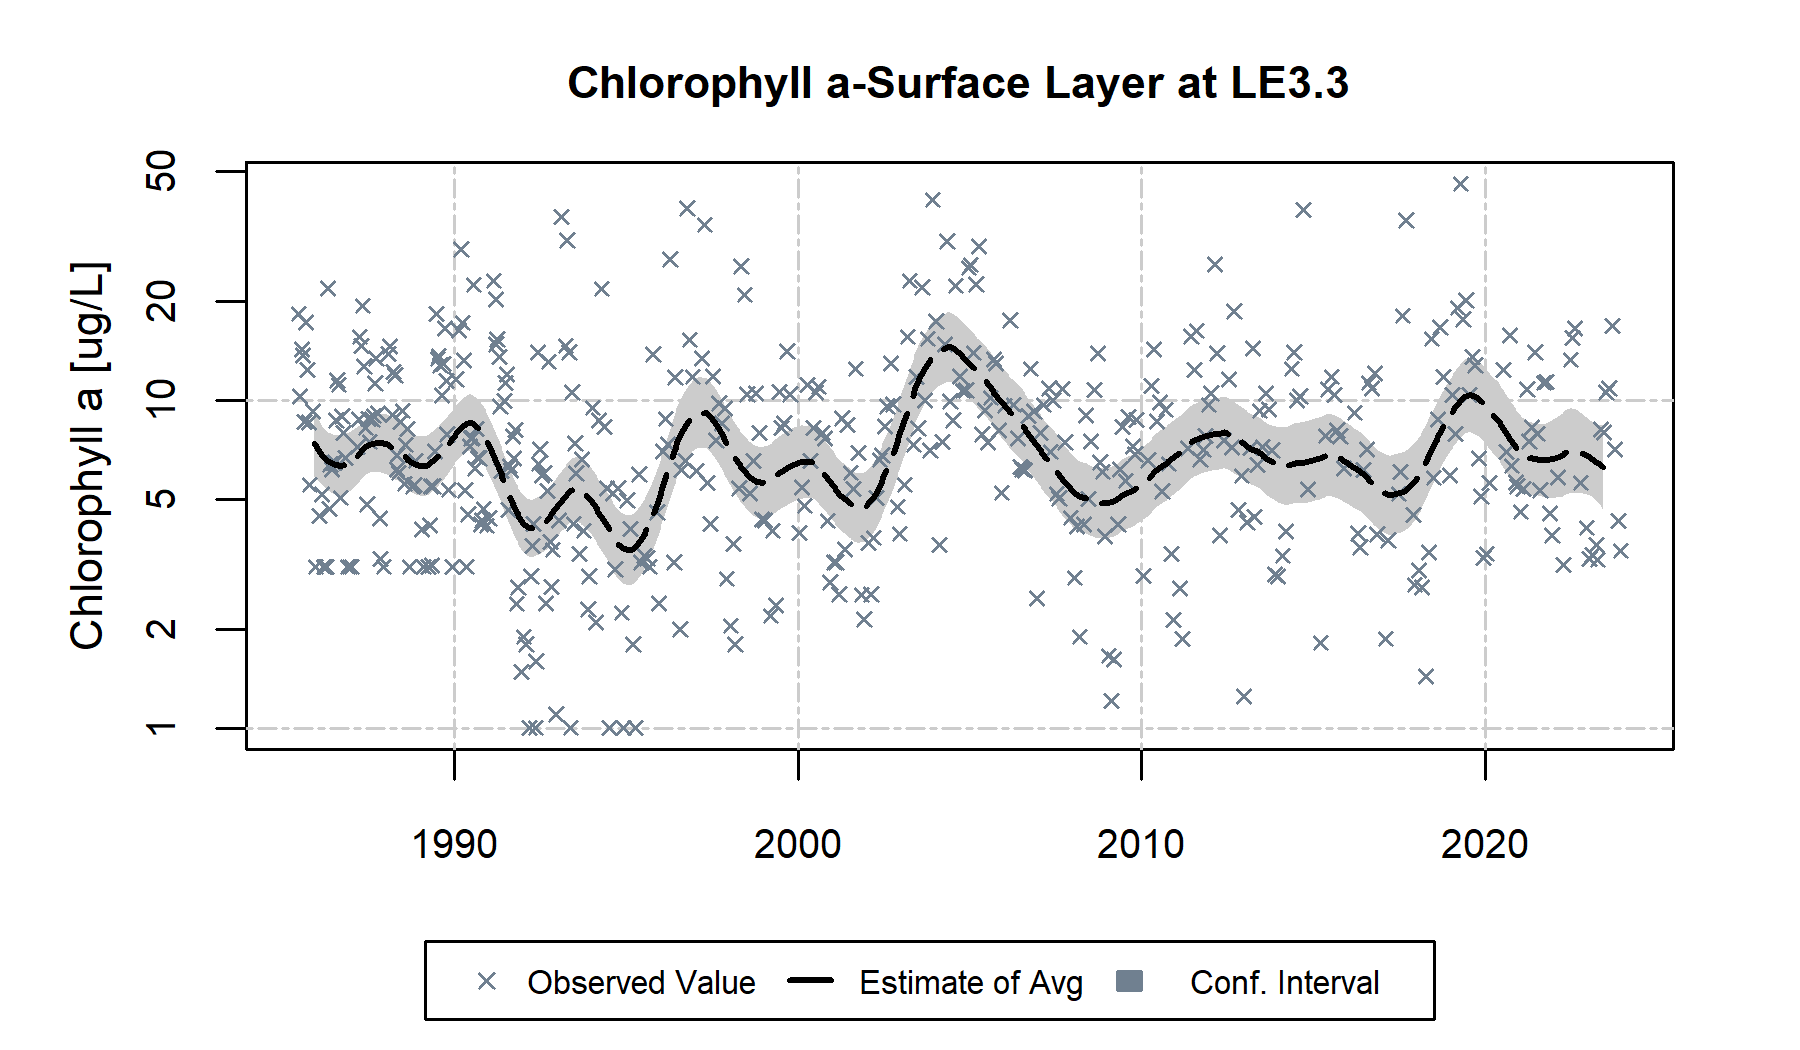 Chlorophyll a-Surface Layer at LE3.3
Chlorophyll a [ug/L]
50
20
10
5
2
1
1990 2000 2010 2020
Observed Value Estimate of Avg Conf. Interval